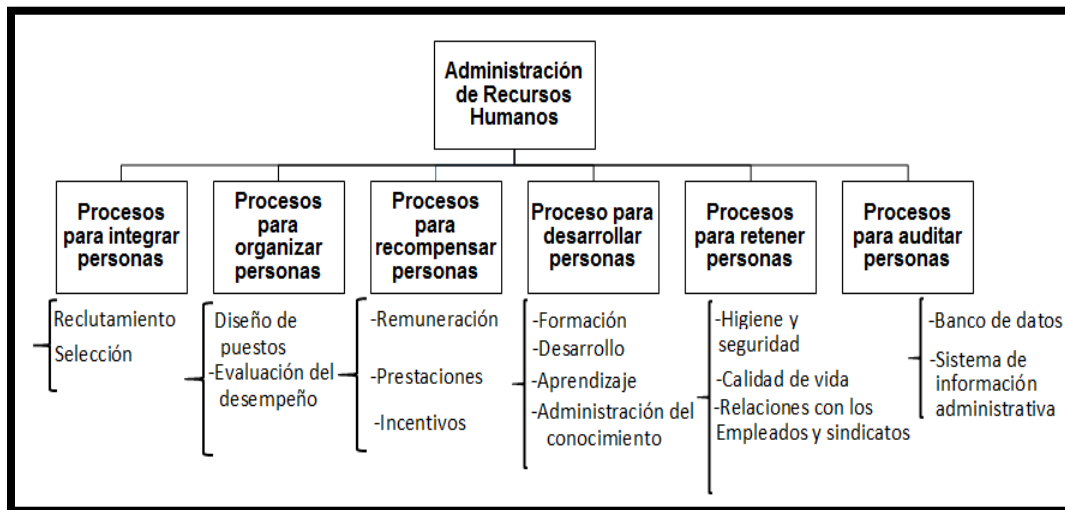 Administración
de Recursos
Humanos
Procesos
para integrar
personas
Reclutamiento
Selección
Procesos
para
organizar
personas
Diseño de
puestos
-Evaluación del
desempeño
Procesos
para
recompensar
personas
-Remuneración
-Prestaciones
-Incentivos
Proceso para
desarrollar
personas
-Formación
-Desarrollo
-Aprendizaje
-Administración del
conocimiento
Procesos
para retener
personas
-Higiene y
seguridad
-Calidad de vida
-Relaciones con los
Empleados y sindicatos
Procesos
para auditar
personas
-Banco de datos
-Sistema de
información
administrativa